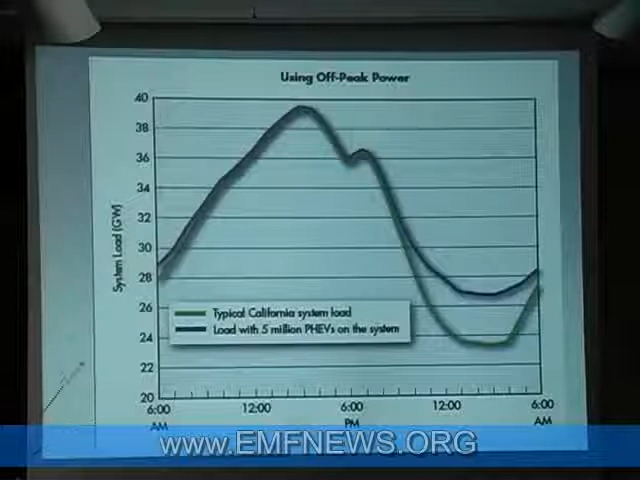 Using Off-Peak Power
System Load (GW)
40
38
36
34
32
30
28
26
24
22
20
Typical California system load
Load with 5 million PHEVs on the system
6:00 12:00 6:00 12:00 6:00
AM PM AM
www.EMFNEWS.ORG